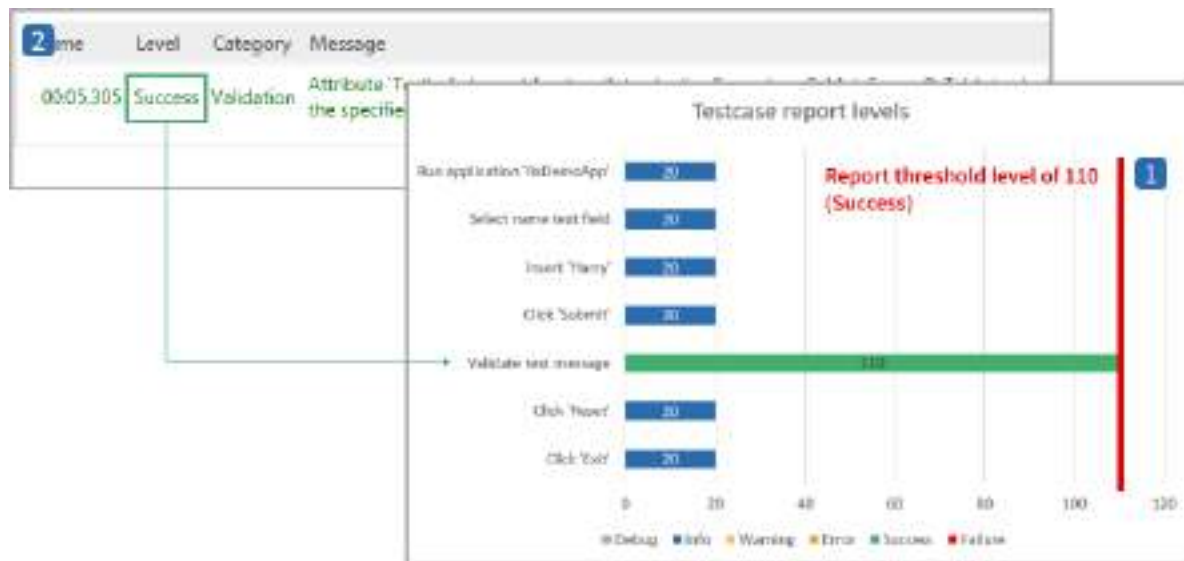 2 me Level Category Message
00:05.305 Success Validation Attribute
the specifie
Testcase report levels
Run application
Report threshold level of 110
(Success)
1
20
Select name text field 20
Insert 'Harry' 20
Click 'Submit' 20
Validate text message 110
Click 'Reset' 20
Click 'Exit' 20
0 20 40 60 80 100 120
Debug Info Warning Error Success Failure